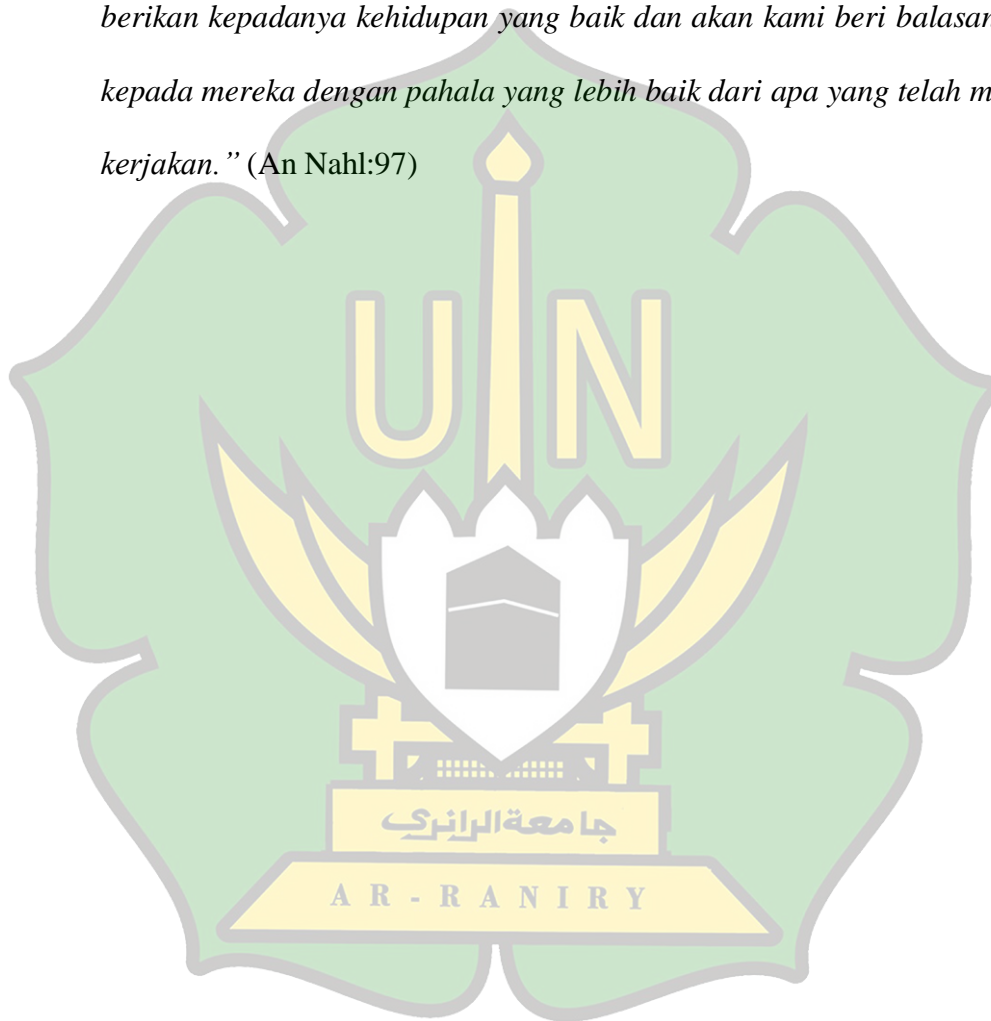 berikan kepadanya kehidupan yang baik dan akan kami beri balasan
kepada mereka dengan pahala yang lebih baik dari apa yang telah m
kerjakan.” (An Nahl:97)
UIN
جامعة الرانري
AR-RANIRY